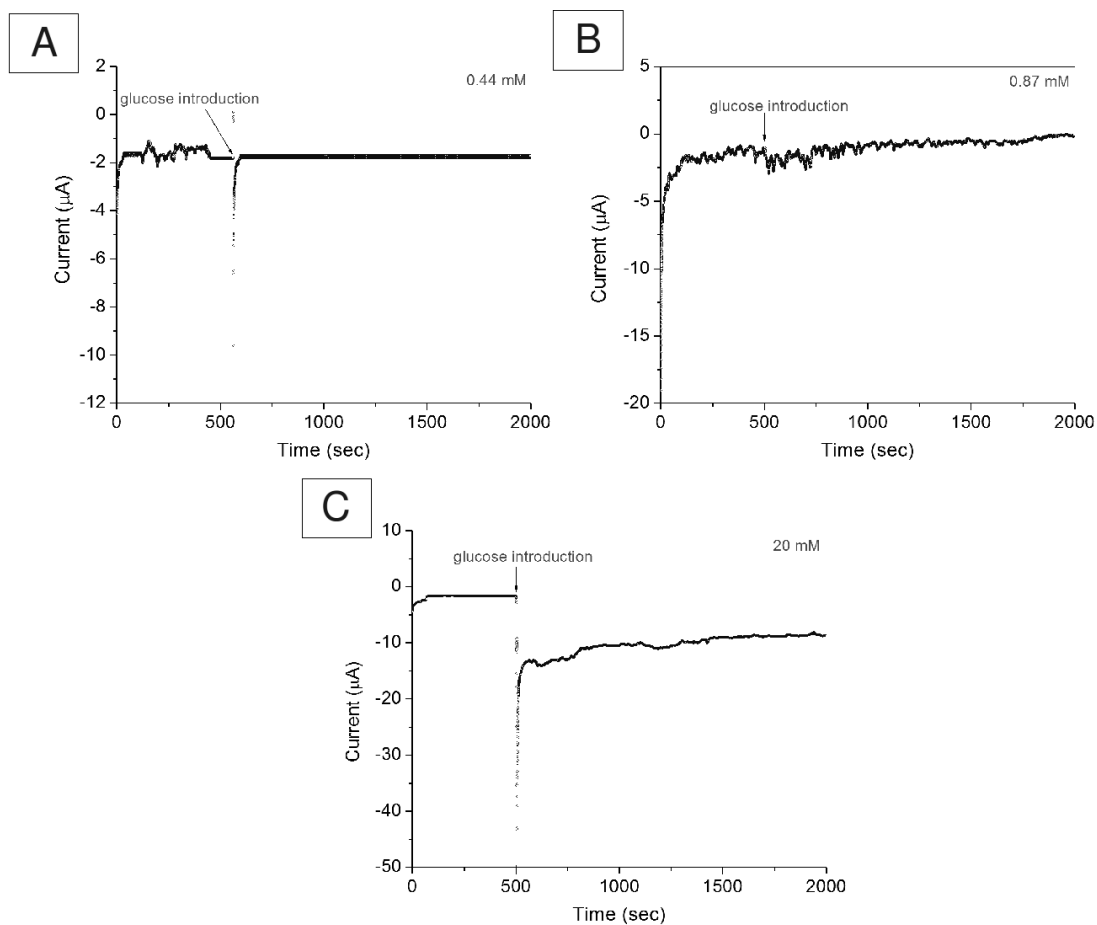 A
0.44 mM
glucose introduction
2
0
-2
-4
-6
-8
-10
-12
Current (µA)
0
500
1000
1500
2000
Time (sec)
B
0.87 mM
glucose introduction
5
0
-5
-10
-15
-20
Current (µA)
0
500
1000
1500
2000
Time (sec)
C
20 mM
glucose introduction
10
0
-10
-20
-30
-40
-50
Current (µA)
0
500
1000
1500
2000
Time (sec)